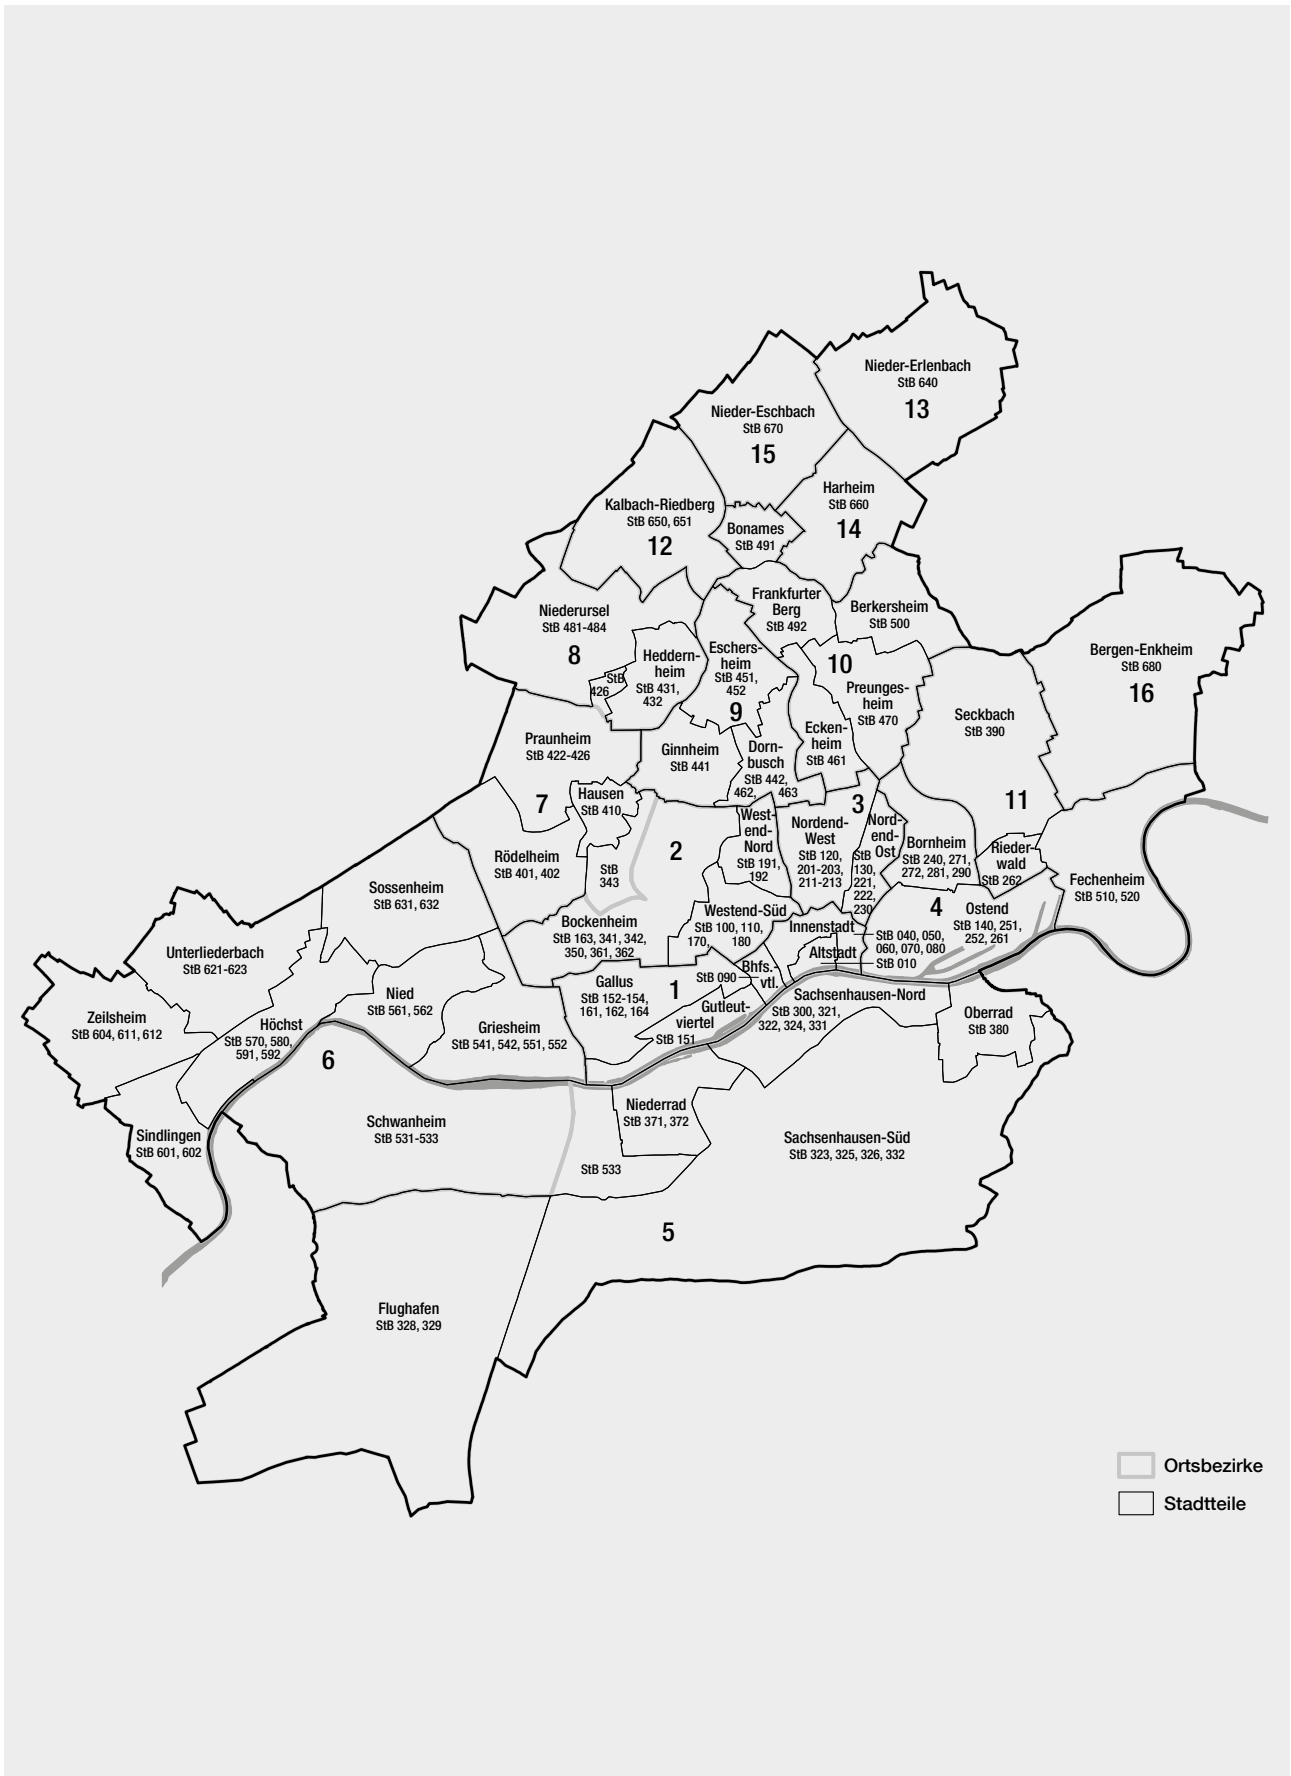 Nieder-Erlenbach
StB 640
13
Nieder-Eschbach
StB 670
15
Harheim
StB 660
14
Kalbach-Riedberg
StB 650, 651
12
Bonames
StB 491
Frankfurter
Berg
StB 492
Berkersheim
StB 500
Niederursel
StB 481-484
8
Heddern-
heim
StB 431,
432
StB
426
Eschers-
heim
StB 451,
452
9
10
Preunges-
heim
StB 470
Bergen-Enkheim
StB 680
16
Seckbach
StB 390
11
Praunheim
StB 422-426
7
Ginnheim
StB 441
Dorn-
busch
StB 442,
462, 463
Ecken-
heim
StB 461
Hausen
StB 410
Rödelheim
StB 401, 402
StB
343
2
West-
end-
Nord
StB 191,
192
3
Nordend-
West
StB 120,
201-203,
211-213
Nord-
end-
Ost
StB
130,
221,
222,
230
Bornheim
StB 240, 271,
272, 281, 290
Rieder-
wald
StB 262
Fechenheim
StB 510, 520
Sossenheim
StB 631, 632
Bockenheim
StB 163, 341, 342,
350, 361, 362
Westend-Süd
StB 100, 110,
170, 180
4
Ostend
StB 140, 251,
252, 261
Innenstadt
StB 040, 050,
060, 070, 080
Altstadt
StB 010
Unterliederbach
StB 621-623
Zeilsheim
StB 604, 611, 612
Höchst
StB 570, 580,
591, 592
Nied
StB 561, 562
Griesheim
StB 541, 542, 551, 552
6
Gallus
StB 152-154,
161, 162, 164
1
StB 090
Bhfs.-
vtl.
Gutleut-
viertel
StB 151
Sachsenhausen-Nord
StB 300, 321,
322, 324, 331
Oberrad
StB 380
Sindlingen
StB 601, 602
Schwanheim
StB 531-533
Niederrad
StB 371, 372
StB 533
Sachsenhausen-Süd
StB 323, 325, 326, 332
5
Flughafen
StB 328, 329
Ortsbezirke
Stadtteile